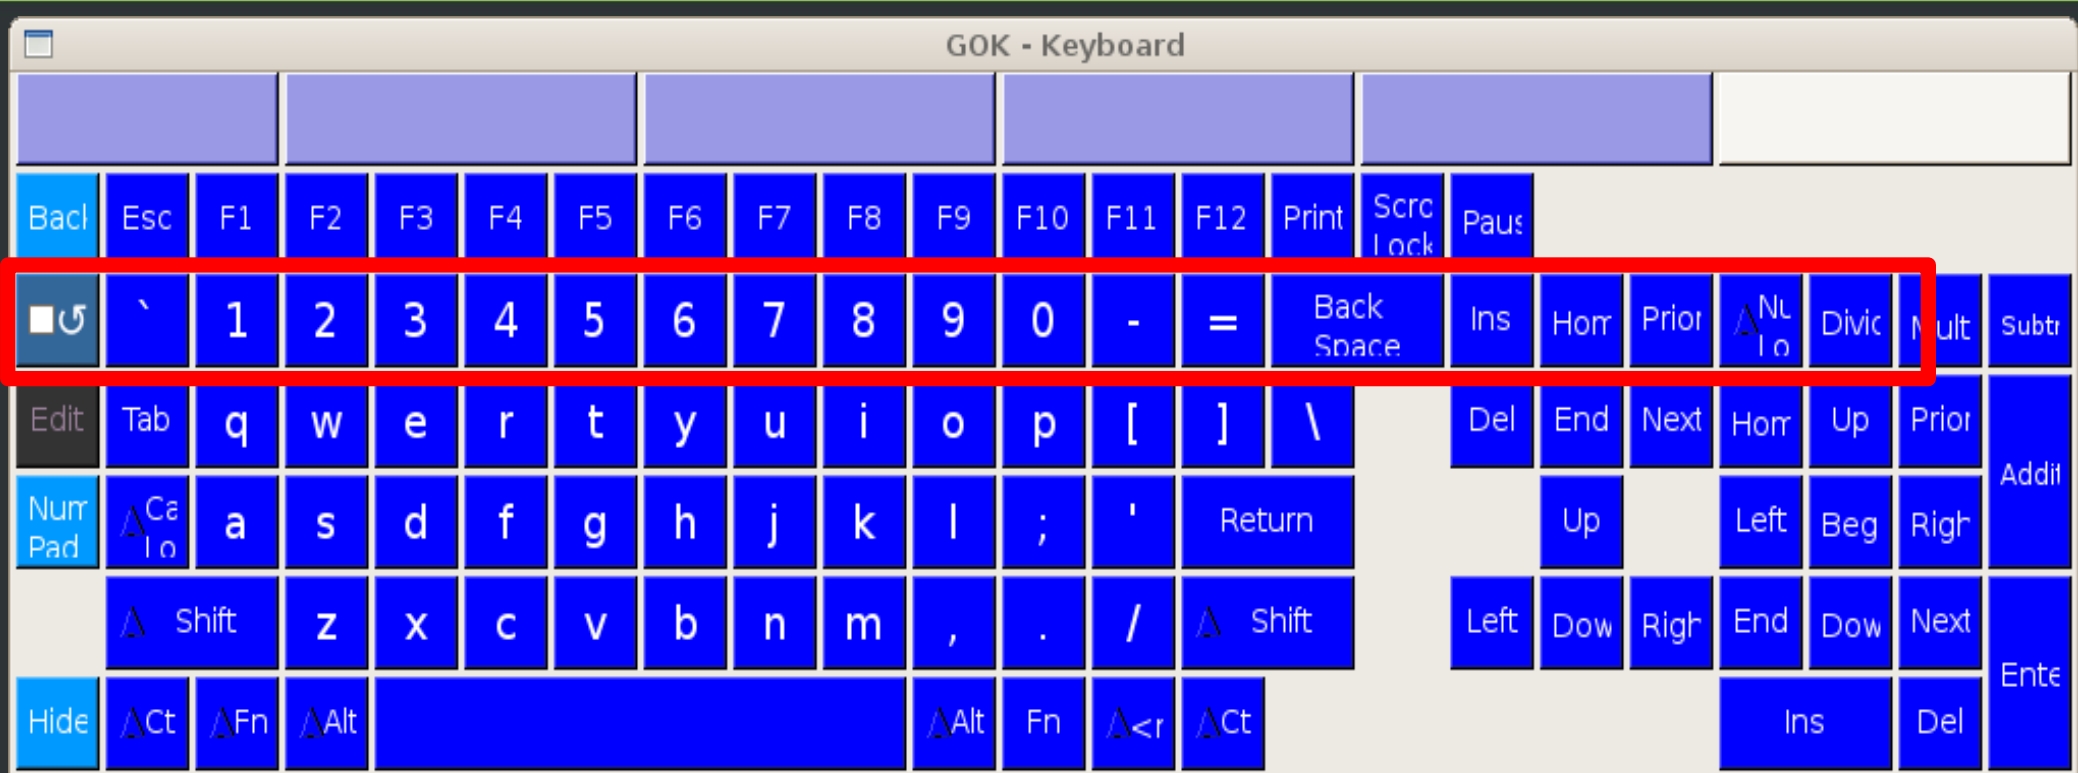 GOK - Keyboard
Back Esc F1 F2 F3 F4 F5 F6 F7 F8 F9 F10 F11 F12 Print Scro Lock Paus
` 1 2 3 4 5 6 7 8 9 0 - = Back Space Ins Hom Prior Nu Lo Divid Mult Subtr
Edit Tab q w e r t y u i o p [ ] \ Del End Next Hom Up Prior
Addit
Num Pad Ca Lo a s d f g h j k l ; ' Return Up Left Beg Righ
Shift z x c v b n m , . / Shift Left Dow Righ End Dow Next
Ente
Hide Ct Fn Alt Alt Fn <r Ct Ins Del